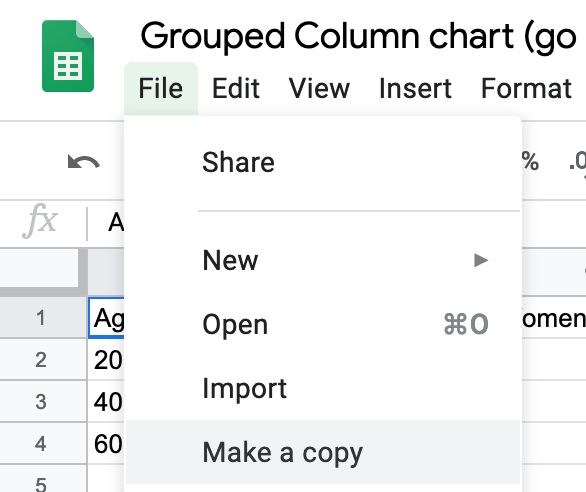 Grouped Column chart (go
File Edit View Insert Format
% .0
fx A
Share
New
Open ⌘O
Import
Make a copy
1 Ag omen
2 20
3 40
4 60
5